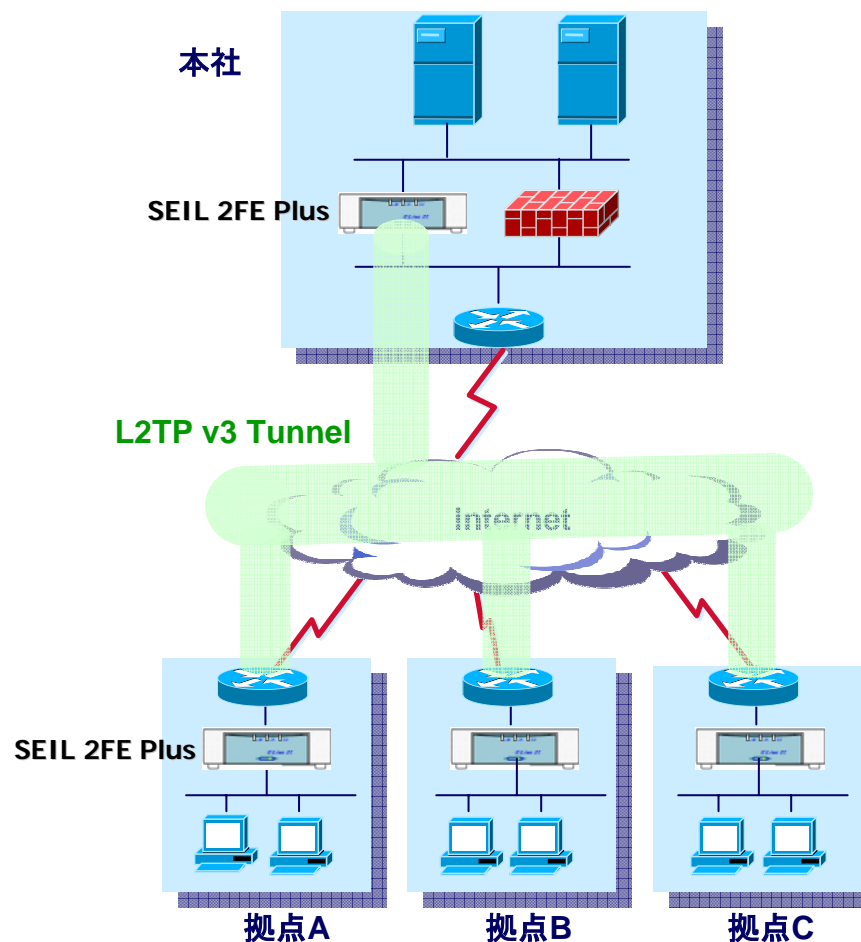 本社
SEIL 2FE Plus
L2TP v3 Tunnel
Internet
SEIL 2FE Plus
拠点A
拠点B
拠点C